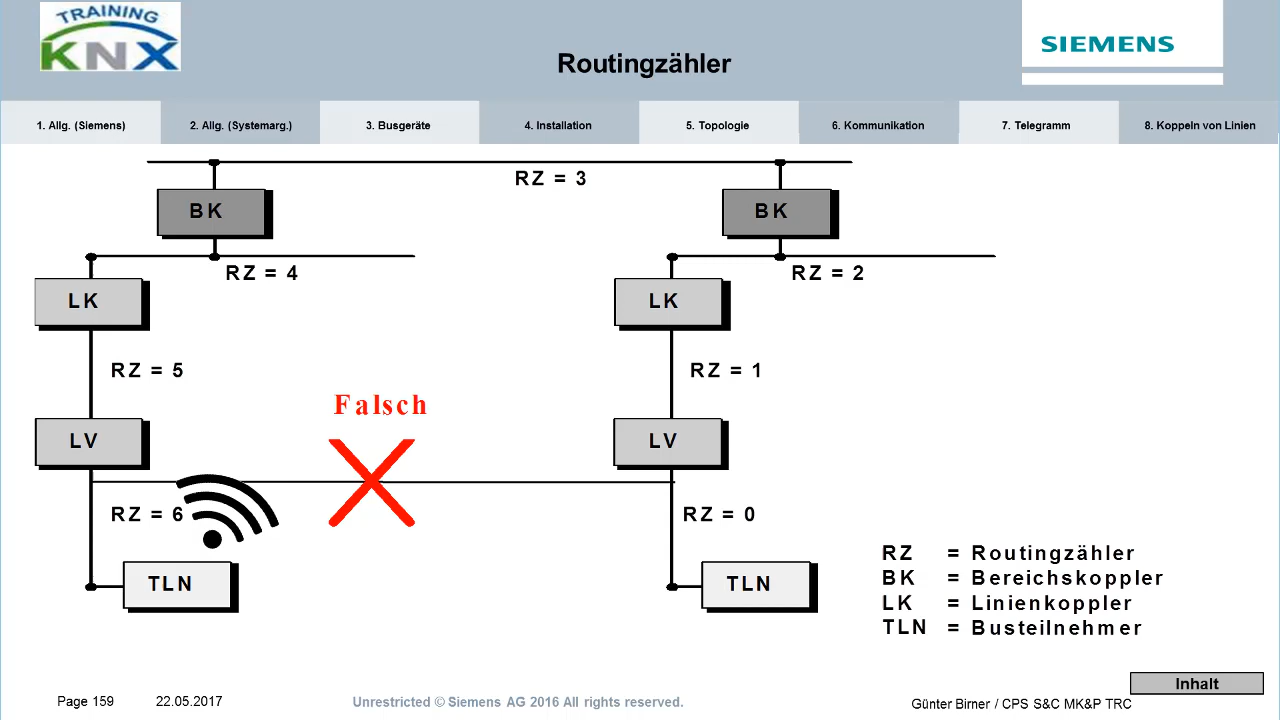 TRAINING
KNX
Routingzähler
SIEMENS
1. Allg. (Siemens)
2. Allg. (Systemarg.)
3. Busgeräte
4. Installation
5. Topologie
6. Kommunikation
7. Telegramm
8. Koppeln von Linien
RZ = 3
BK
BK
RZ = 4
RZ = 2
LK
LK
RZ = 5
RZ = 1
Falsch
LV
LV
RZ = 6
RZ = 0
TLN
TLN
RZ = Routingzähler
BK = Bereichskoppler
LK = Linienkoppler
TLN = Busteilnehmer
Inhalt
Page 159
22.05.2017
Unrestricted © Siemens AG 2016 All rights reserved.
Günter Birner / CPS S&C MK&P TRC